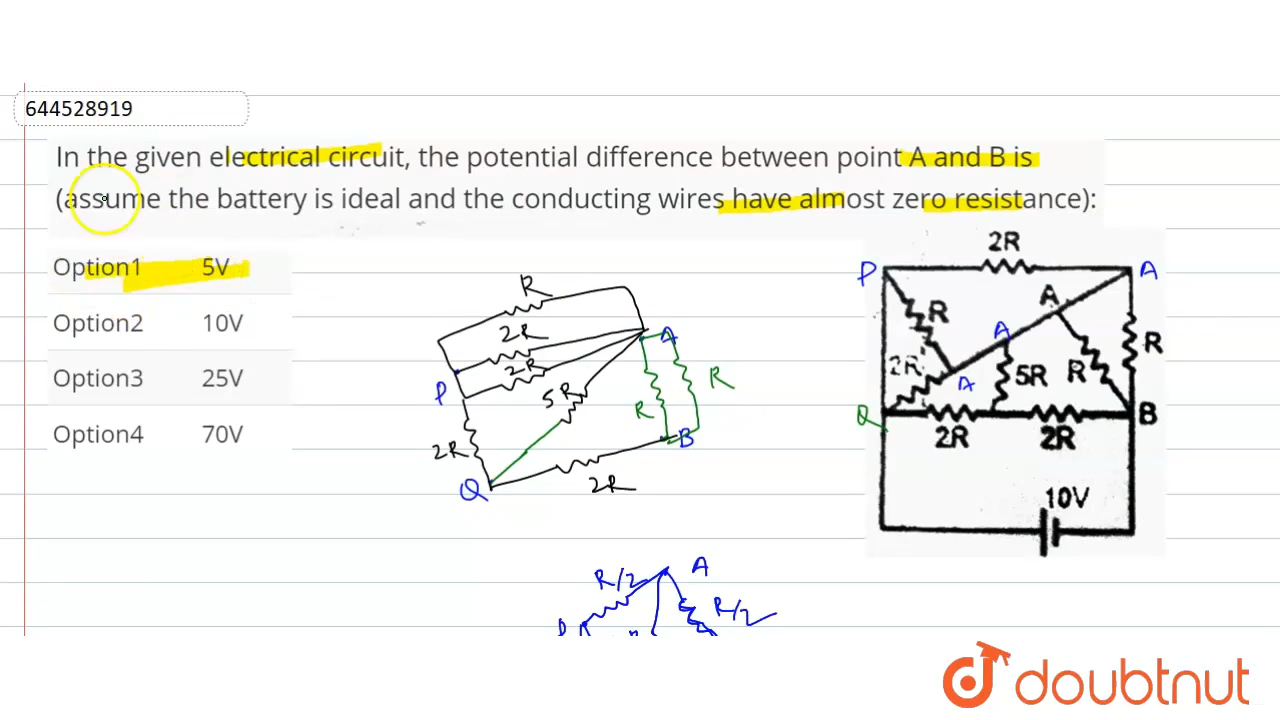 644528919
In the given electrical circuit, the potential difference between point A and B is
(assume the battery is ideal and the conducting wires have almost zero resistance):
Option1 5V
Option2 10V
Option3 25V
Option4 70V
R
2R
2R
A
P
5R
R
R
2R
B
Q
2R
2R
P
A
A
R
A
R
2R
A
5R
R
Q
B
2R
2R
10V
R/2
A
R/2
doubtnut